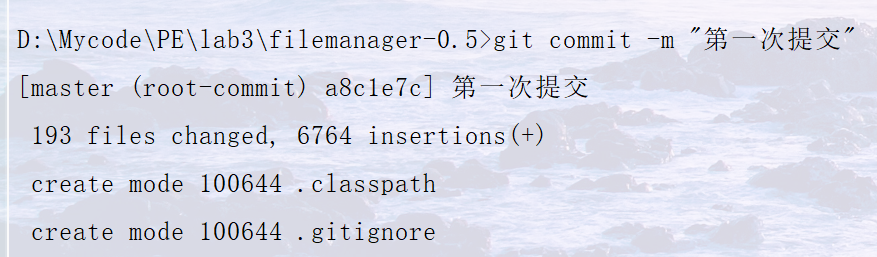 D:\Mycode\PE\lab3\filemanager-0.5>git commit -m "第一次提交"
[master (root-commit) a8c1e7c] 第一次提交
 193 files changed, 6764 insertions(+)
 create mode 100644 .classpath
 create mode 100644 .gitignore